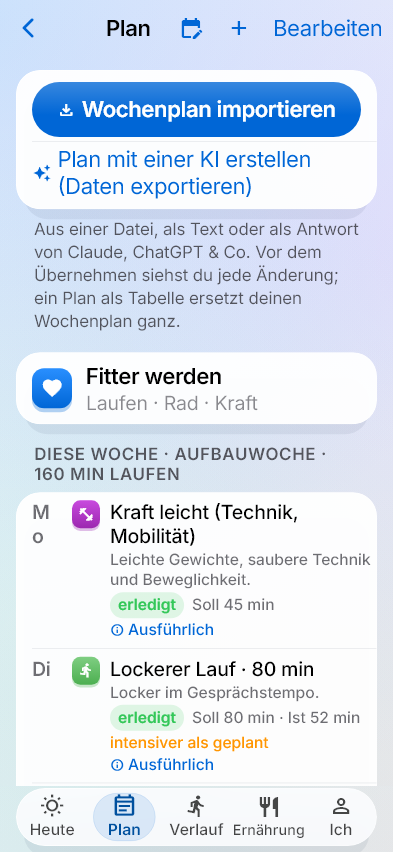 Plan
Bearbeiten
Wochenplan importieren
Plan mit einer KI erstellen
(Daten exportieren)
Aus einer Datei, als Text oder als Antwort
von Claude, ChatGPT & Co. Vor dem
Übernehmen siehst du jede Änderung;
ein Plan als Tabelle ersetzt deinen
Wochenplan ganz.
Fitter werden
Laufen · Rad · Kraft
DIESE WOCHE · AUFBAUWOCHE ·
160 MIN LAUFEN
Mo
Kraft leicht (Technik,
Mobilität)
Leichte Gewichte, saubere Technik
und Beweglichkeit.
erledigt Soll 45 min
Ausführlich
Di
Lockerer Lauf · 80 min
Locker im Gesprächstempo.
erledigt Soll 80 min · Ist 52 min
intensiver als geplant
Ausführlich
Heute Plan Verlauf Ernährung Ich